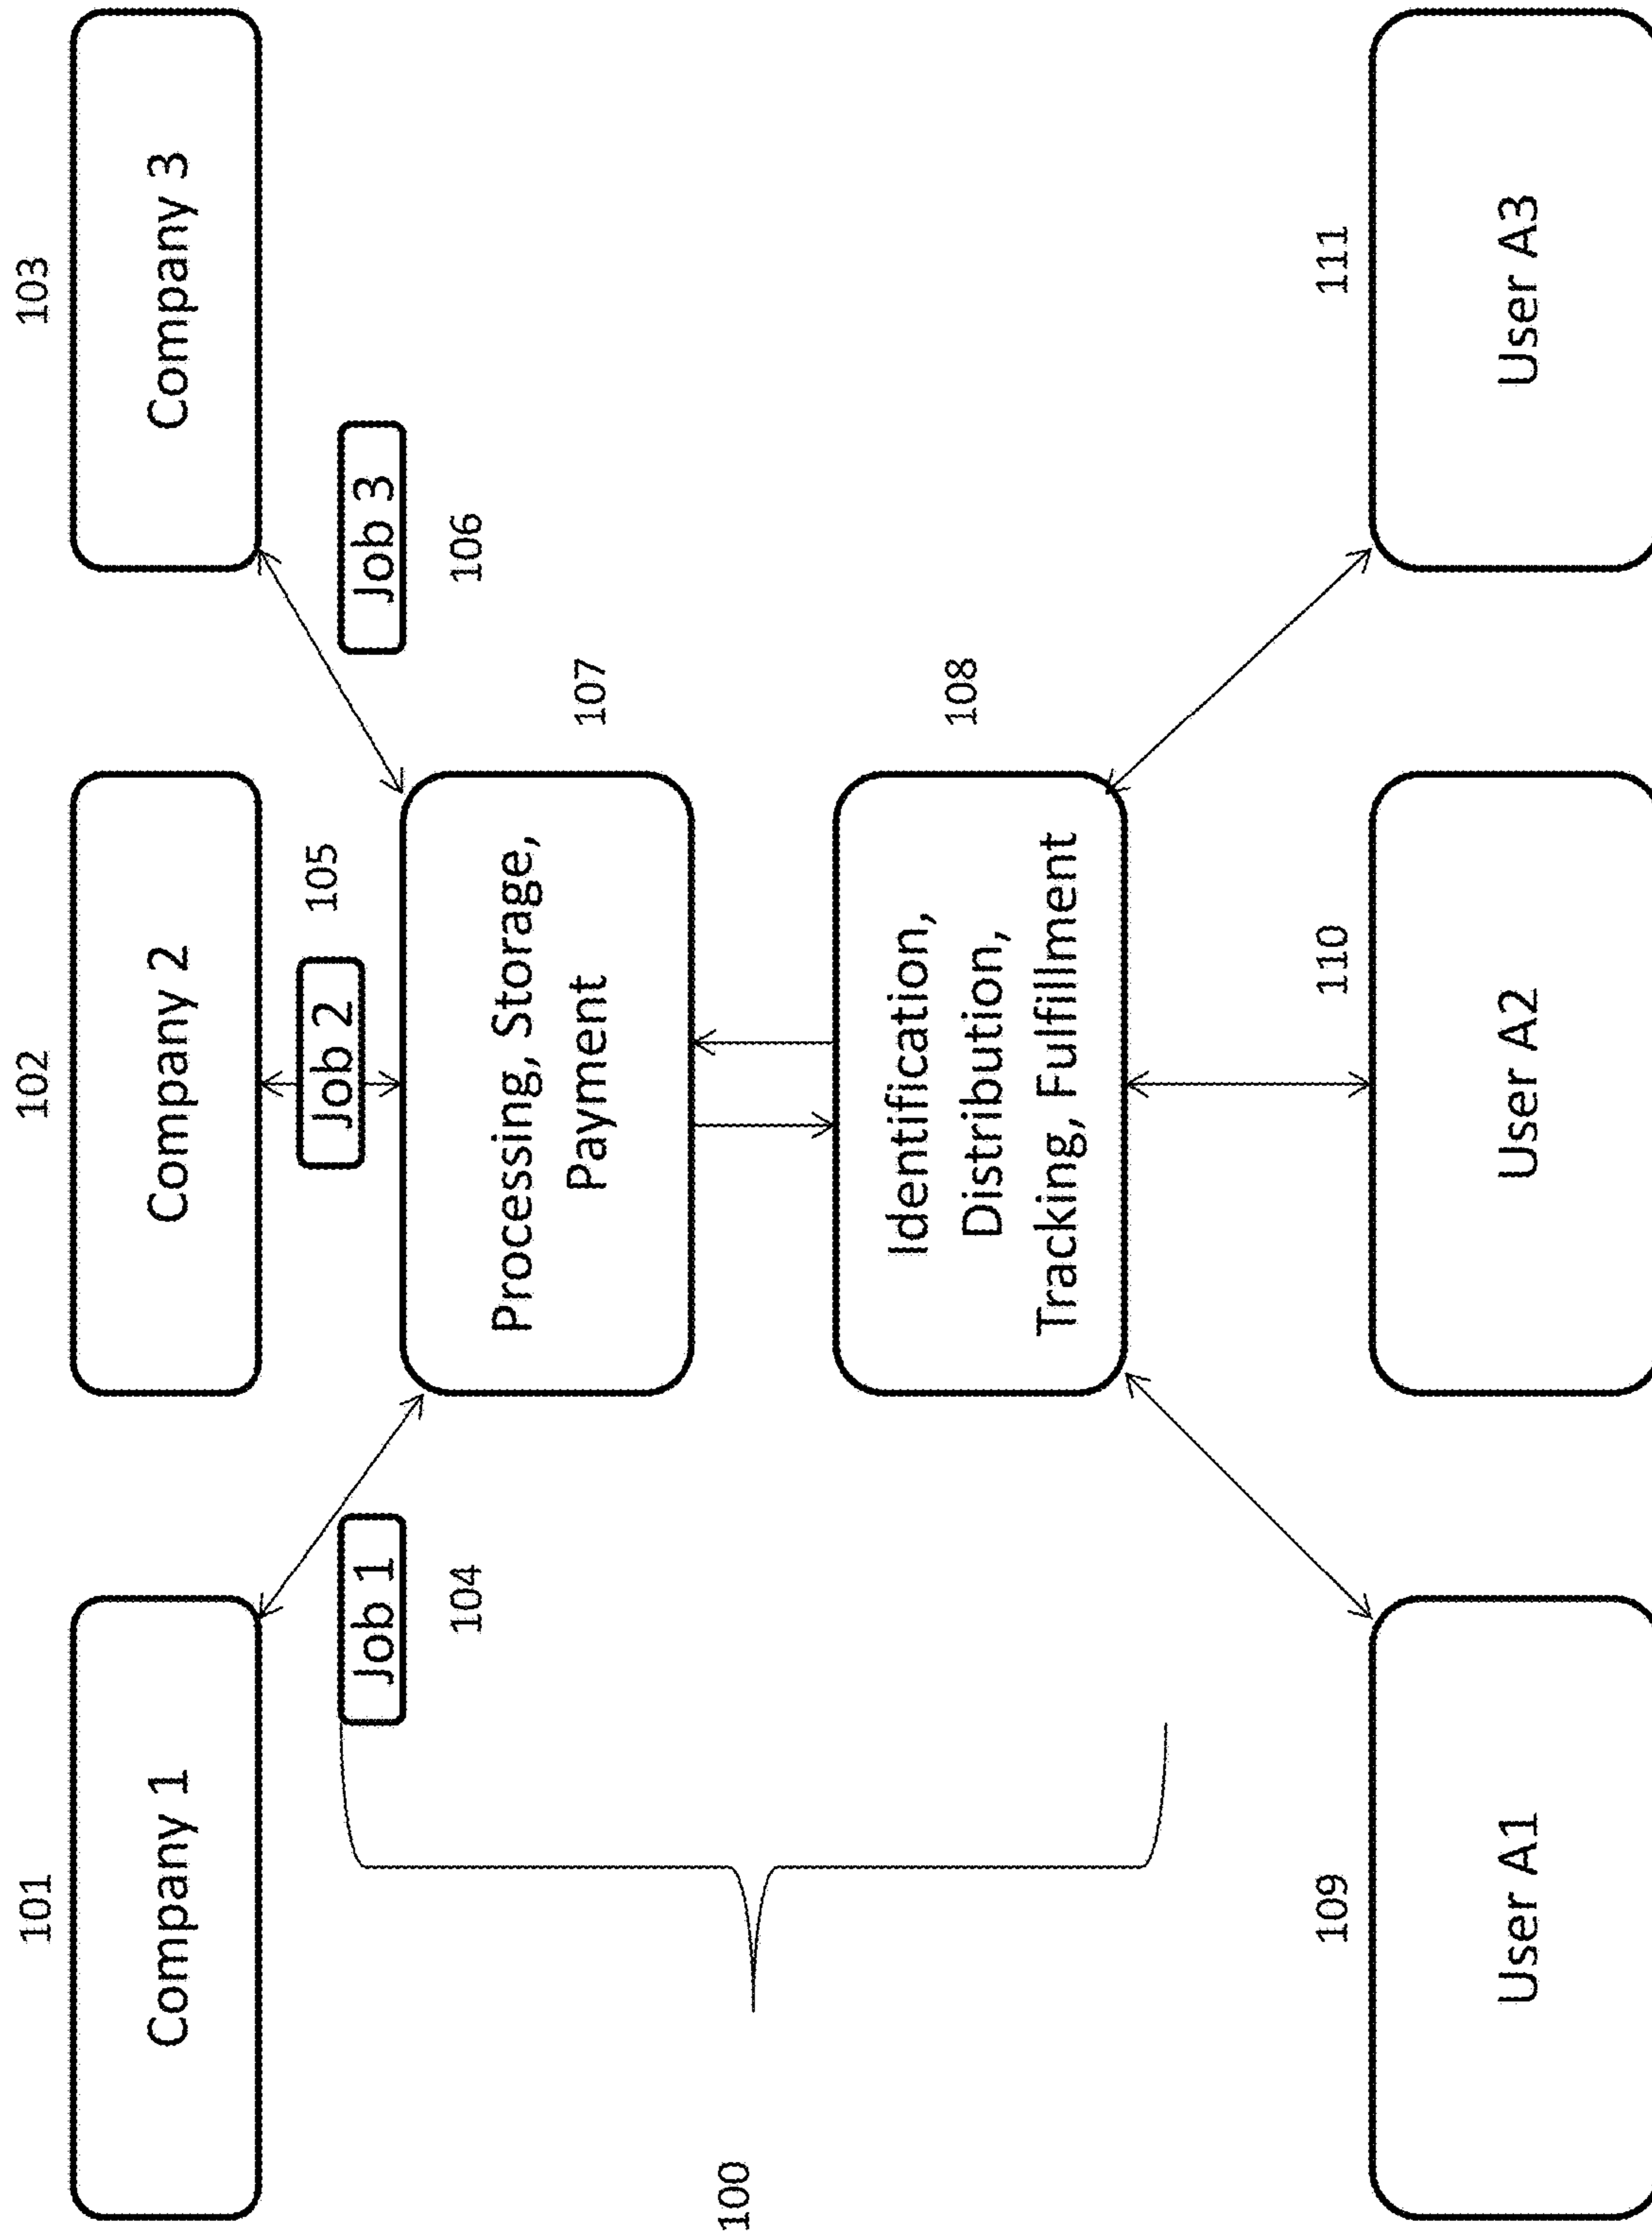 101
102
103
Company 1
Company 2
Company 3
105
Job 2
Job 1
Job 3
104
106
Processing, Storage,
Payment
107
100
Identification,
Distribution,
Tracking, Fulfillment
108
109
110
111
User A1
User A2
User A3